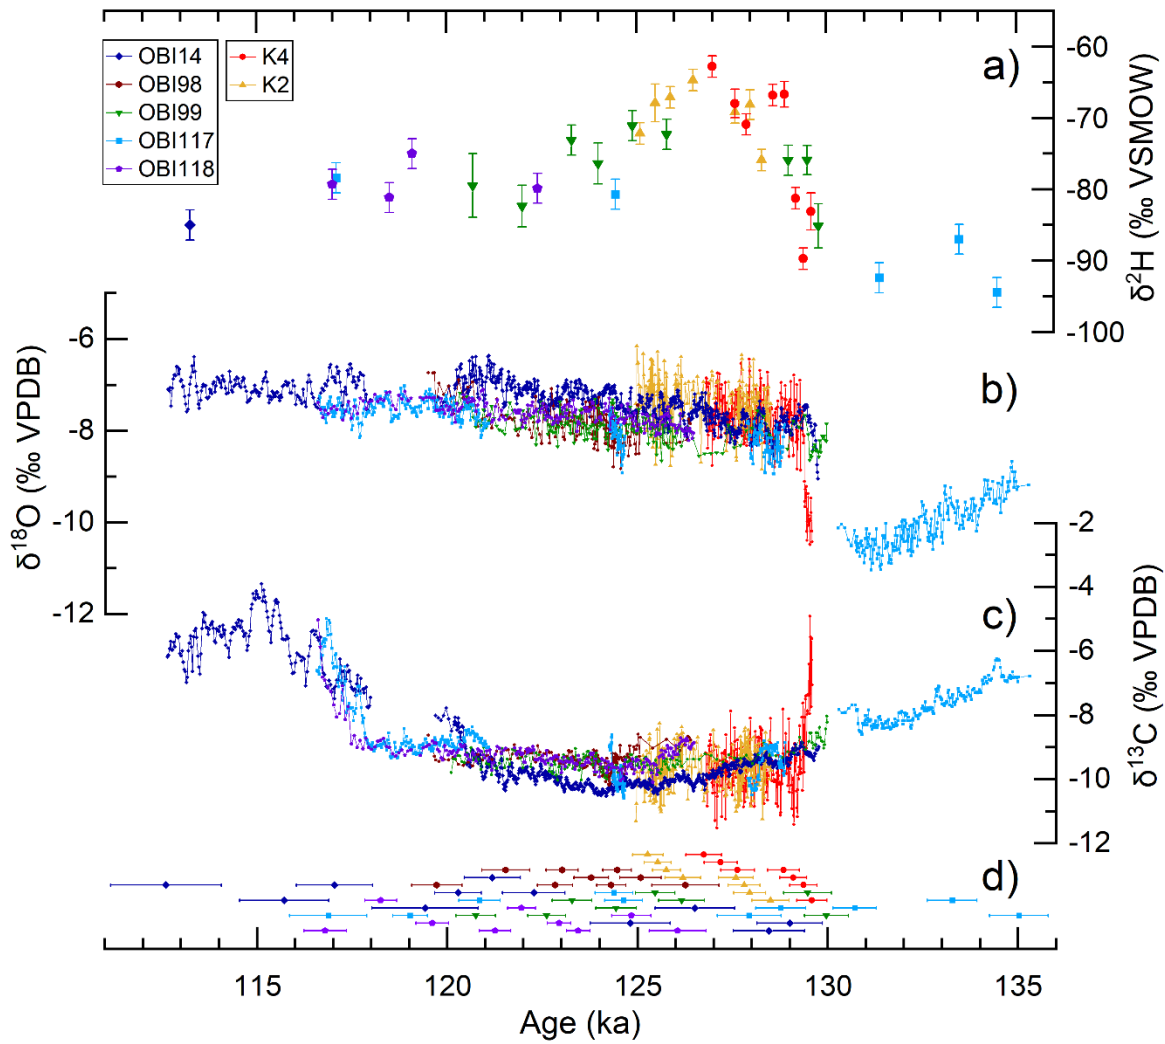 OBI14
OBI98
OBI99
OBI117
OBI118
K4
K2
a)
-60
-70
-80
-90
-100
δ²H (‰ VSMOW)
-6
-8
-10
-12
δ¹⁸O (‰ VPDB)
b)
c)
-2
-4
-6
-8
-10
-12
δ¹³C (‰ VPDB)
d)
115
120
125
130
135
Age (ka)